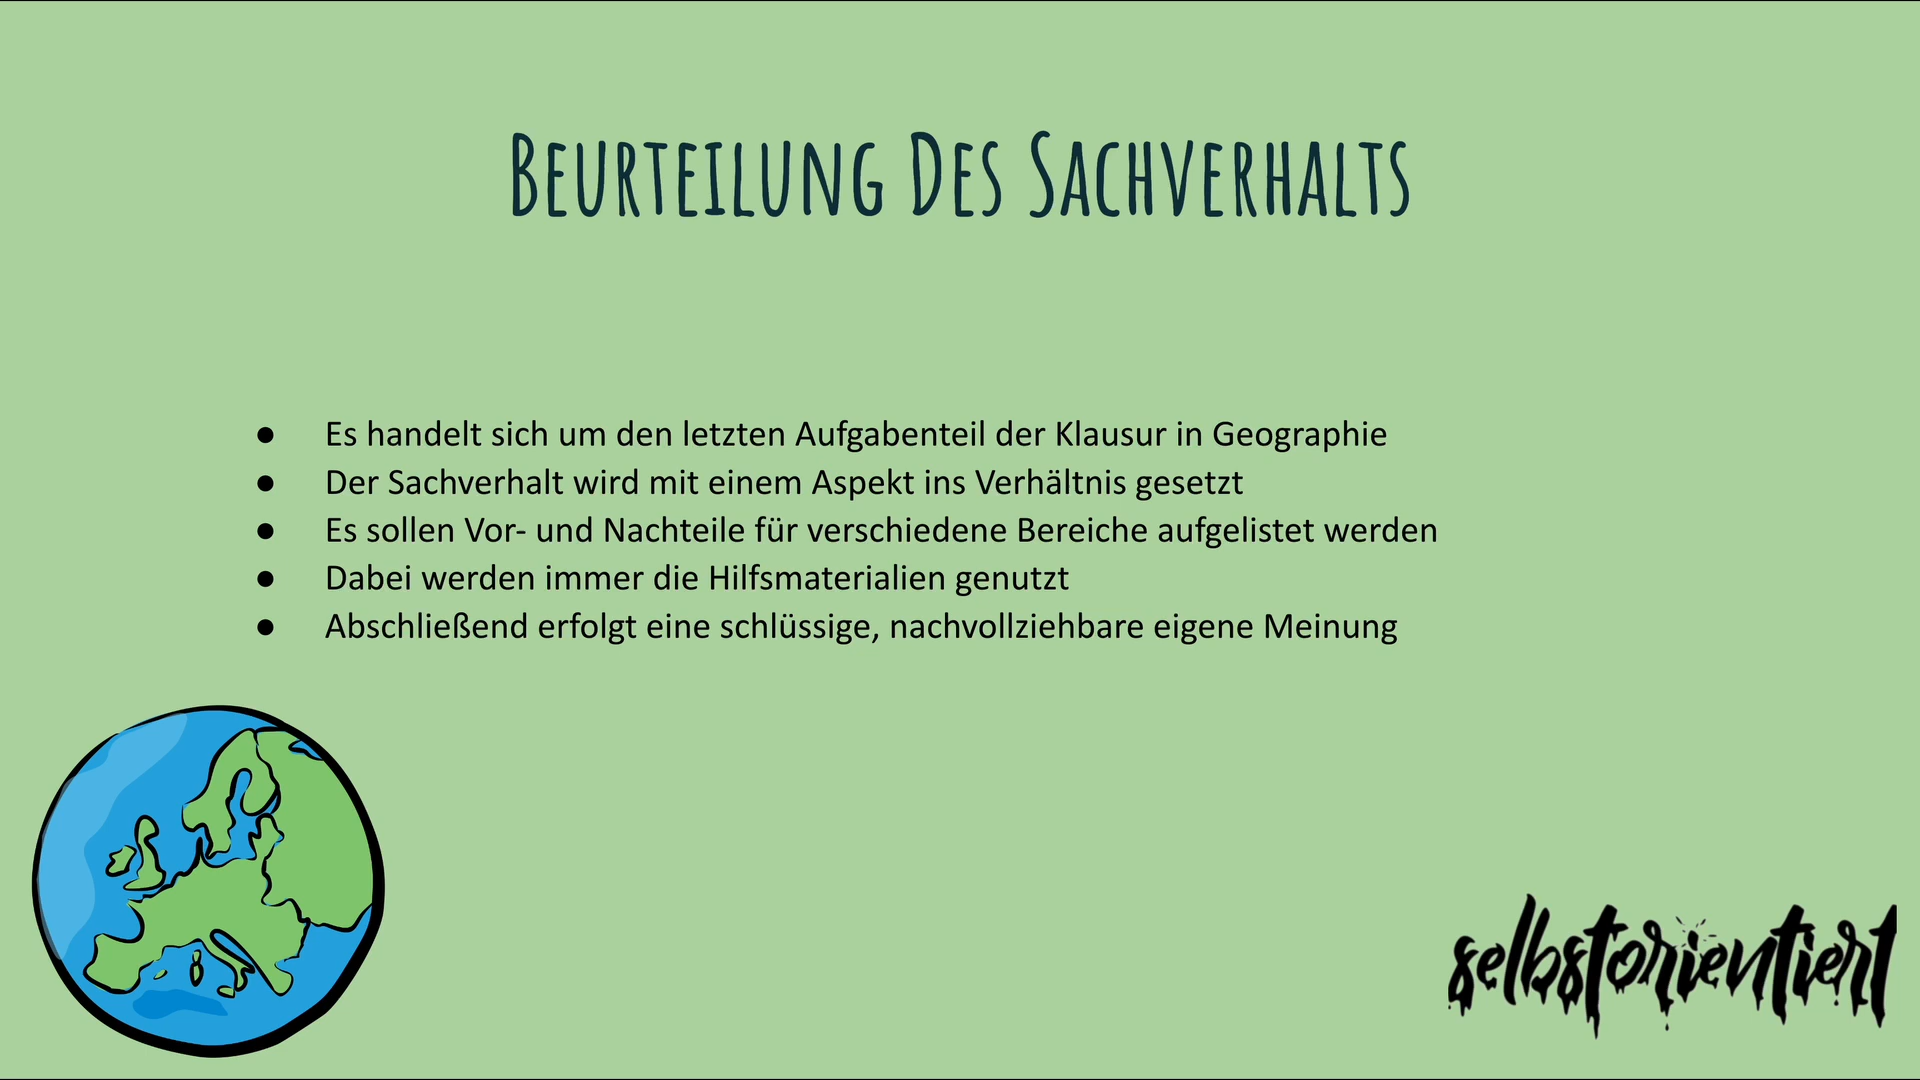 Beurteilung Des Sachverhalts
● Es handelt sich um den letzten Aufgabenteil der Klausur in Geographie
● Der Sachverhalt wird mit einem Aspekt ins Verhältnis gesetzt
● Es sollen Vor- und Nachteile für verschiedene Bereiche aufgelistet werden
● Dabei werden immer die Hilfsmaterialien genutzt
● Abschließend erfolgt eine schlüssige, nachvollziehbare eigene Meinung
selbstorientiert